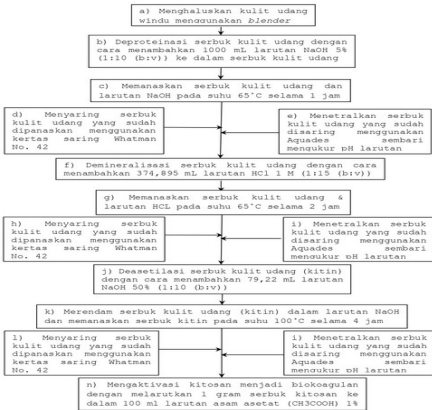 a) Menghaluskan kulit udang
windu menggunakan blender
b) Deproteinasi serbuk kulit udang dengan
cara menambahkan 1000 mL larutan NaOH 5%
(1:10 (b:v)) ke dalam serbuk kulit udang
c) Memanaskan serbuk kulit udang dan
larutan NaOH pada suhu 65˚C selama 1 jam
d) Menyaring serbuk
kulit udang yang sudah
dipanaskan menggunakan
kertas saring Whatman
No. 42
e) Menetralkan serbuk
kulit udang yang sudah
disaring menggunakan
Aquades sembari
mengukur pH larutan
f) Demineralisasi serbuk kulit udang dengan cara
menambahkan 374,895 mL larutan HCl 1 M (1:15 (b:v))
g) Memanaskan serbuk kulit udang &
larutan HCL pada suhu 65˚C selama 2 jam
h) Menyaring serbuk
kulit udang yang sudah
dipanaskan menggunakan
kertas saring Whatman
No. 42
i) Menetralkan serbuk
kulit udang yang sudah
disaring menggunakan
Aquades sembari
mengukur pH larutan
j) Deasetilasi serbuk kulit udang (kitin)
dengan cara menambahkan 79,22 mL larutan
NaOH 50% (1:10 (b:v))
k) Merendam serbuk kulit udang (kitin) dalam larutan NaOH
dan memanaskan serbuk kitin pada suhu 100˚C selama 4 jam
l) Menyaring serbuk
kulit udang yang sudah
dipanaskan menggunakan
kertas saring Whatman
No. 42
i) Menetralkan serbuk
kulit udang yang sudah
disaring menggunakan
Aquades sembari
mengukur pH larutan
n) Mengaktivasi kitosan menjadi biokoagulan
dengan melarutkan 1 gram serbuk kitosan ke
dalam 100 ml larutan asam asetat (CH3COOH) 1%